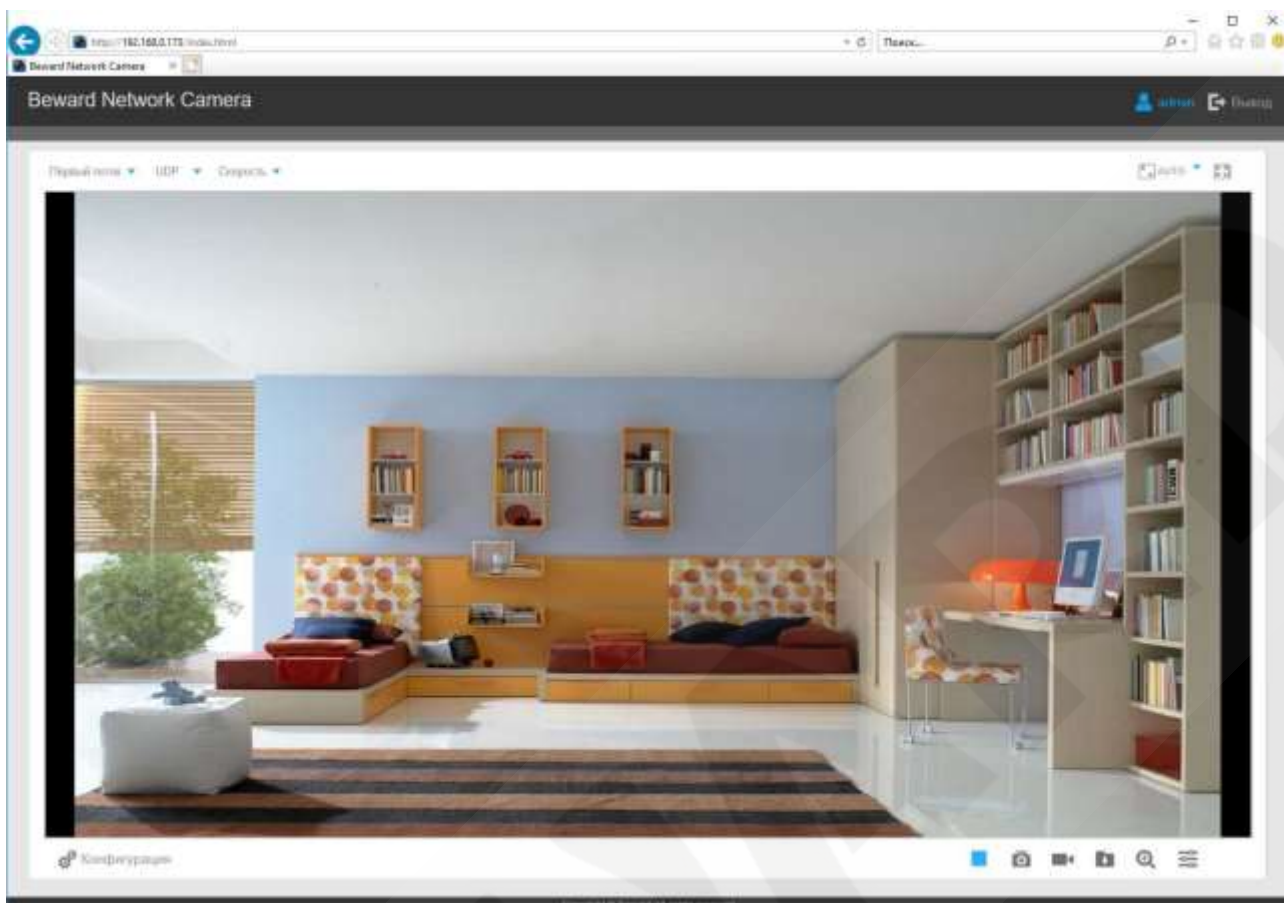 http://192.168.0.175/index.html
Поиск...
Beward Network Camera
Beward Network Camera
admin Выход
Первый поток UDP Скорость
auto
Конфигурация